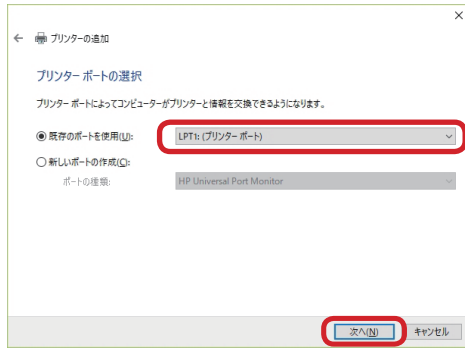 プリンターの追加
プリンター ポートの選択
プリンター ポートによってコンピューターがプリンターと情報を交換できるようになります。
既存のポートを使用(U): LPT1: (プリンター ポート)
新しいポートの作成(C):
ポートの種類: HP Universal Port Monitor
次へ(N) キャンセル